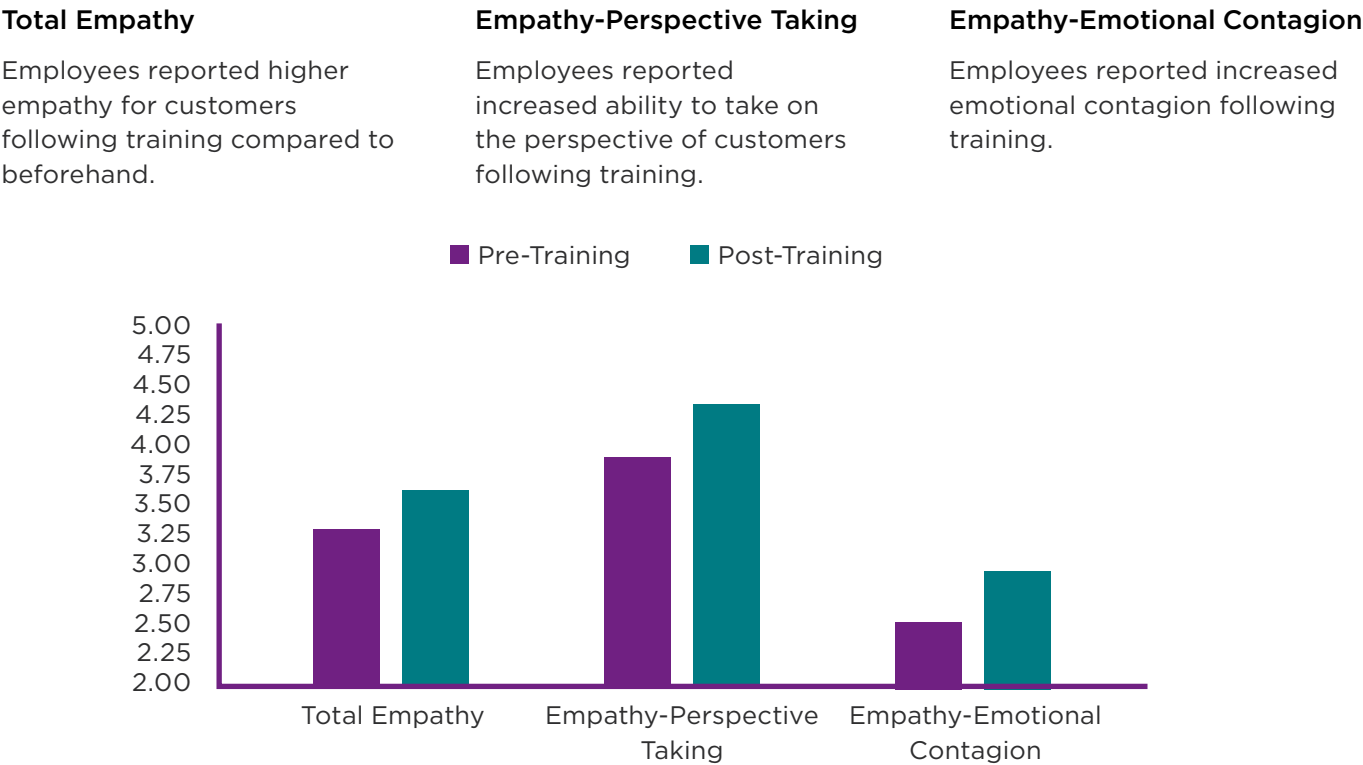 Total Empathy
Employees reported higher
empathy for customers
following training compared to
beforehand.
Empathy-Perspective Taking
Employees reported
increased ability to take on
the perspective of customers
following training.
Empathy-Emotional Contagion
Employees reported increased
emotional contagion following
training.
Pre-Training
Post-Training
5.00
4.75
4.50
4.25
4.00
3.75
3.50
3.25
3.00
2.75
2.50
2.25
2.00
Total Empathy
Empathy-Perspective
Taking
Empathy-Emotional
Contagion